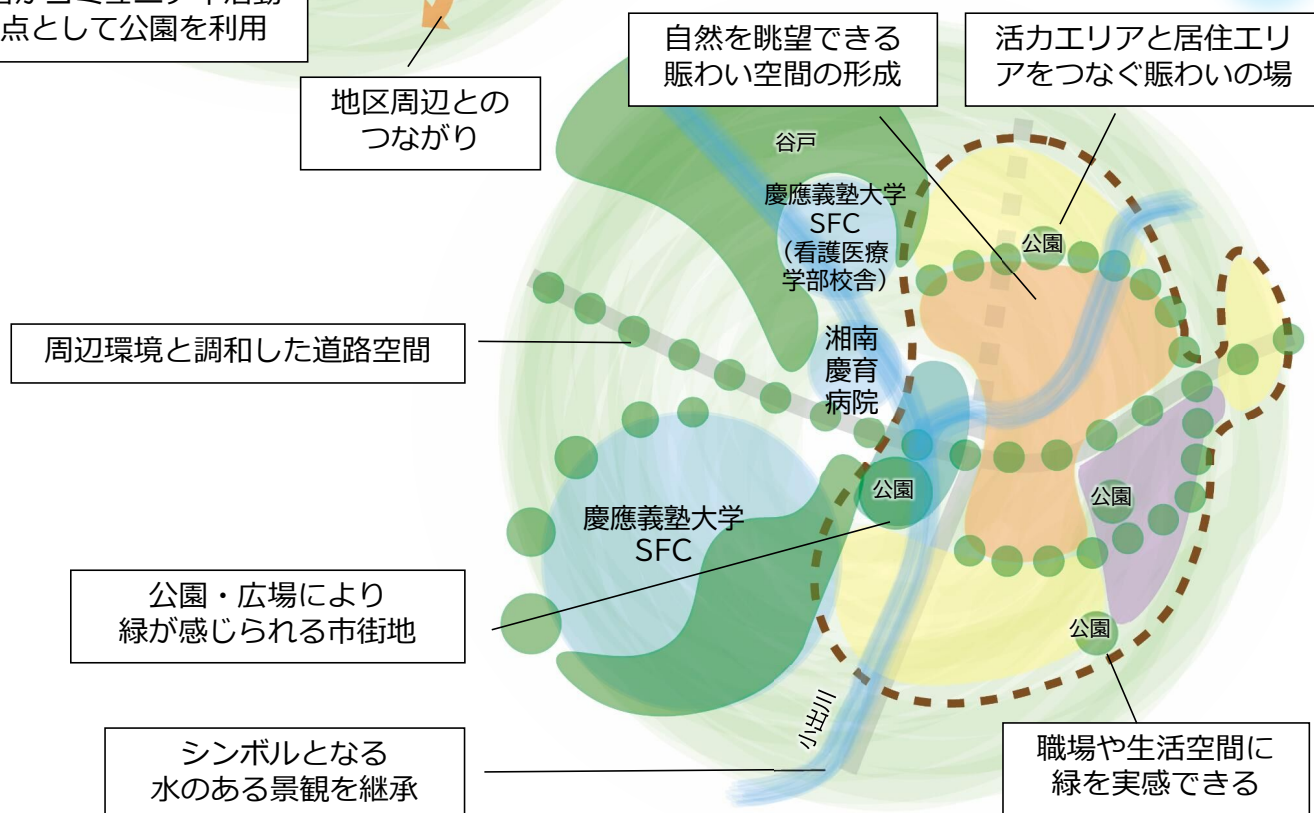 点として公園を利用
地区周辺との
つながり
自然を眺望できる
賑わい空間の形成
活力エリアと居住エリ
アをつなぐ賑わいの場
谷戸
慶應義塾大学
SFC
（看護医療
学部校舎）
公園
周辺環境と調和した道路空間
湘南
慶育
病院
公園
公園
慶應義塾大学
SFC
公園・広場により
緑が感じられる市街地
公園
小出川
シンボルとなる
水のある景観を継承
職場や生活空間に
緑を実感できる